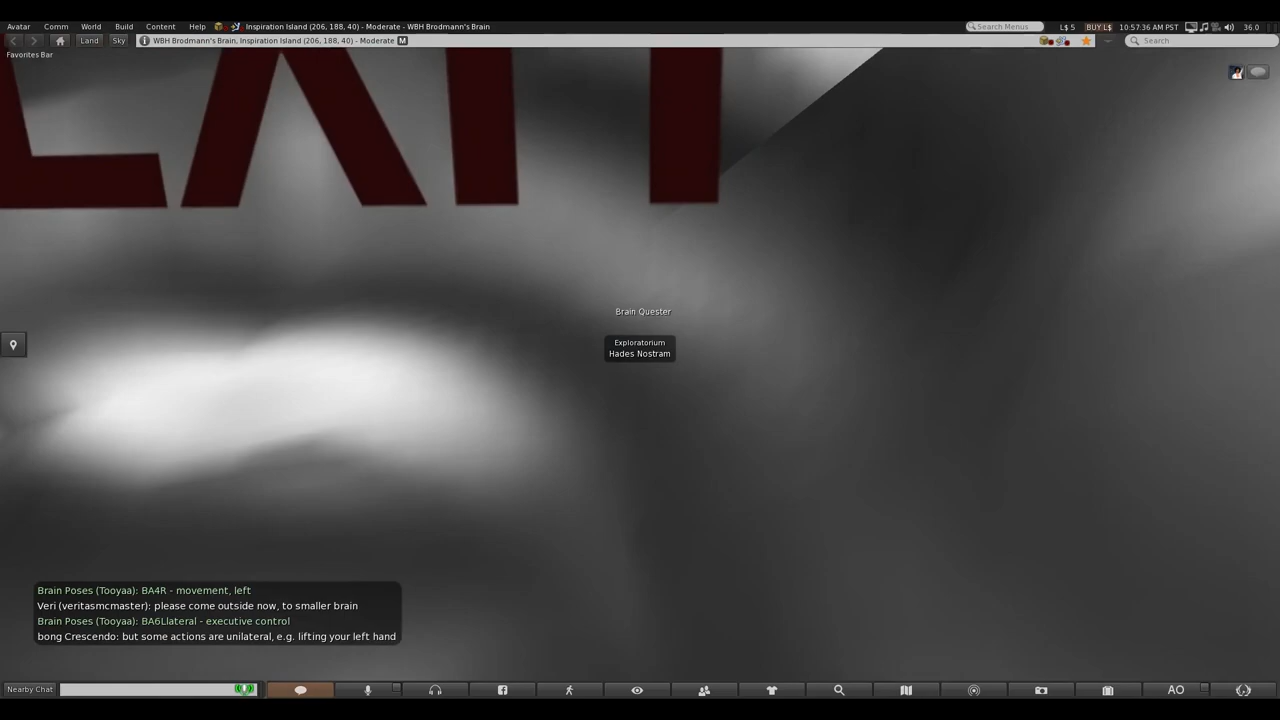 Avatar Comm World Build Content Help Inspiration Island (206, 188, 40) - Moderate - WBH Brodmann's Brain Search Menus L$ 5 BUY L$ 10:57:36 AM PST 36.0
Land Sky WBH Brodmann's Brain, Inspiration Island (206, 188, 40) - Moderate M Search
Favorites Bar
Brain Quester
Exploratorium
Hades Nostram
Brain Poses (Tooyaa): BA4R - movement, left
Veri (veritasmcmaster): please come outside now, to smaller brain
Brain Poses (Tooyaa): BA6Llateral - executive control
bong Crescendo: but some actions are unilateral, e.g. lifting your left hand
Nearby Chat AO